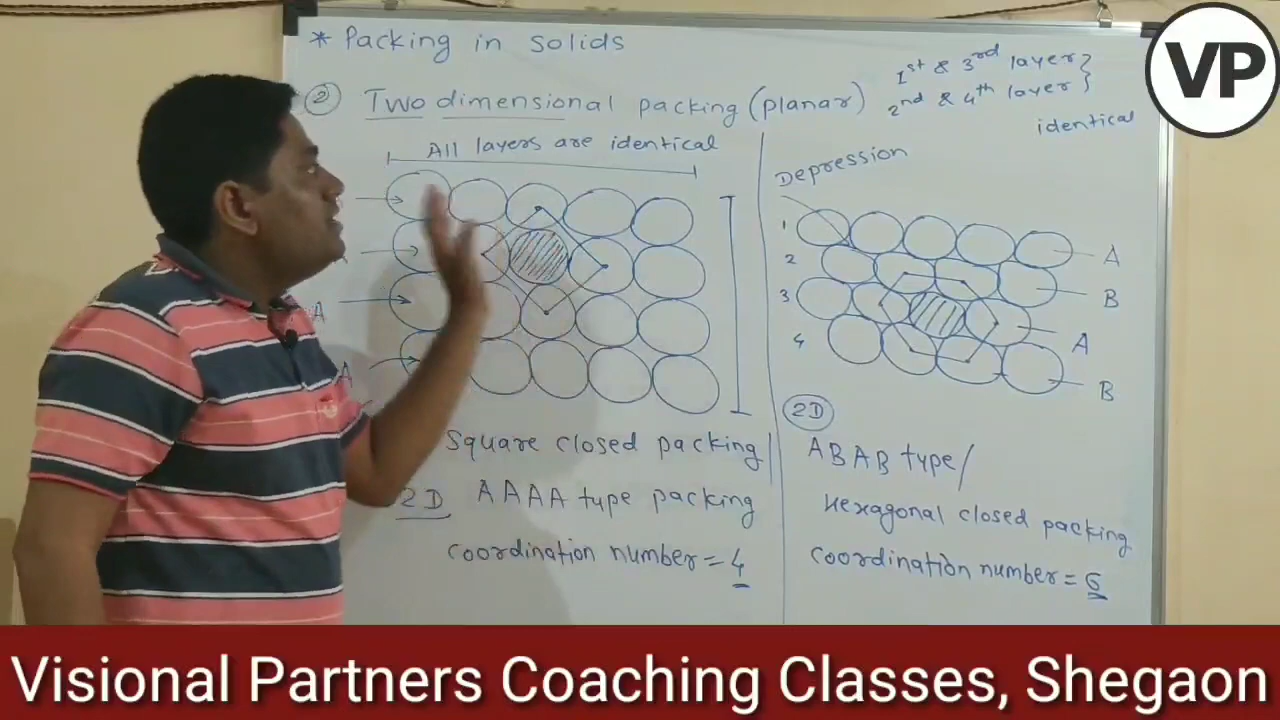 * Packing in solids
VP
② Two dimensional packing (planar)
1st & 3rd layer }
2nd & 4th layer }
identical
All layers are identical
Depression
1
2
3
4
A
B
A
B
A
A
Square closed packing
2D AAAA type packing
coordination number = 4
2D
ABAB type/
Hexagonal closed packing
coordination number = 6
Visional Partners Coaching Classes, Shegaon